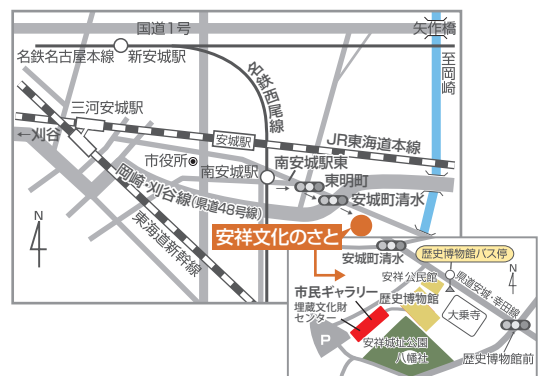 国道1号
矢作橋
名鉄名古屋本線
新安城駅
至岡崎
名鉄西尾線
三河安城駅
←刈谷
安城駅
JR東海道本線
市役所
南安城駅
南安城駅東
東明町
安城町清水
岡崎・刈谷線(県道48号線)
東海道新幹線
N
安祥文化のさと
安城町清水
歴史博物館バス停
安祥公民館
N
県道安城・幸田線
市民ギャラリー
歴史博物館
埋蔵文化財
センター
大乗寺
P
安祥城址公園
八幡社
歴史博物館前